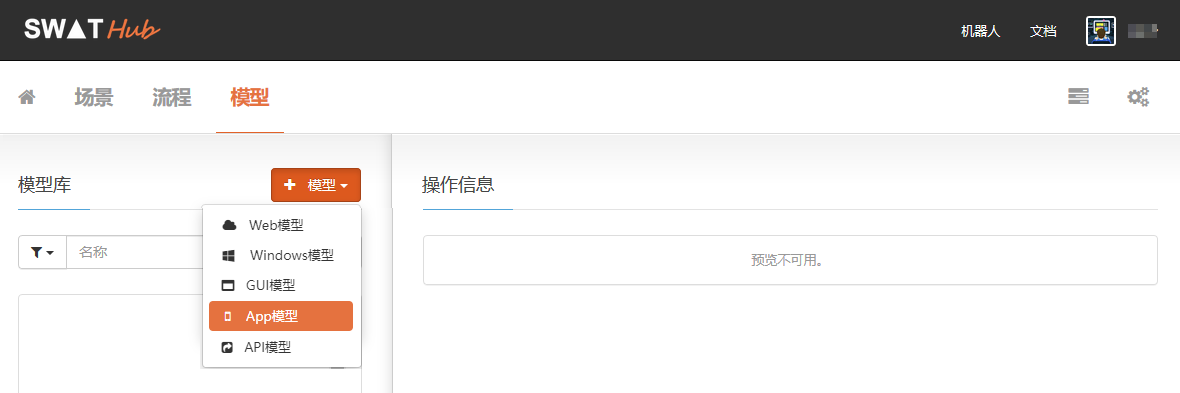 SWAT Hub
机器人
文档
场景
流程
模型
模型库
模型
操作信息
名称
预览不可用。
Web模型
Windows模型
GUI模型
App模型
API模型